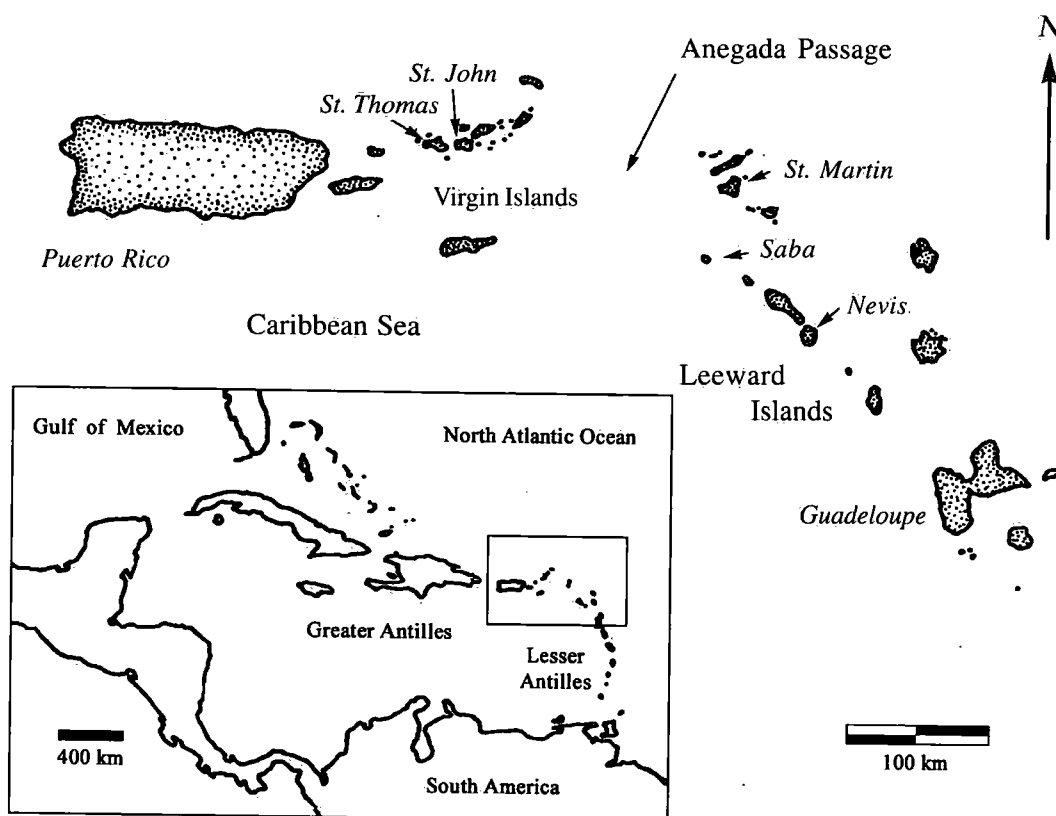 N
Anegada Passage
St. John
St. Thomas
St. Martin
Virgin Islands
Puerto Rico
Saba
Nevis
Caribbean Sea
Leeward
Islands
Guadeloupe
100 km
Gulf of Mexico
North Atlantic Ocean
Greater Antilles
Lesser
Antilles
400 km
South America